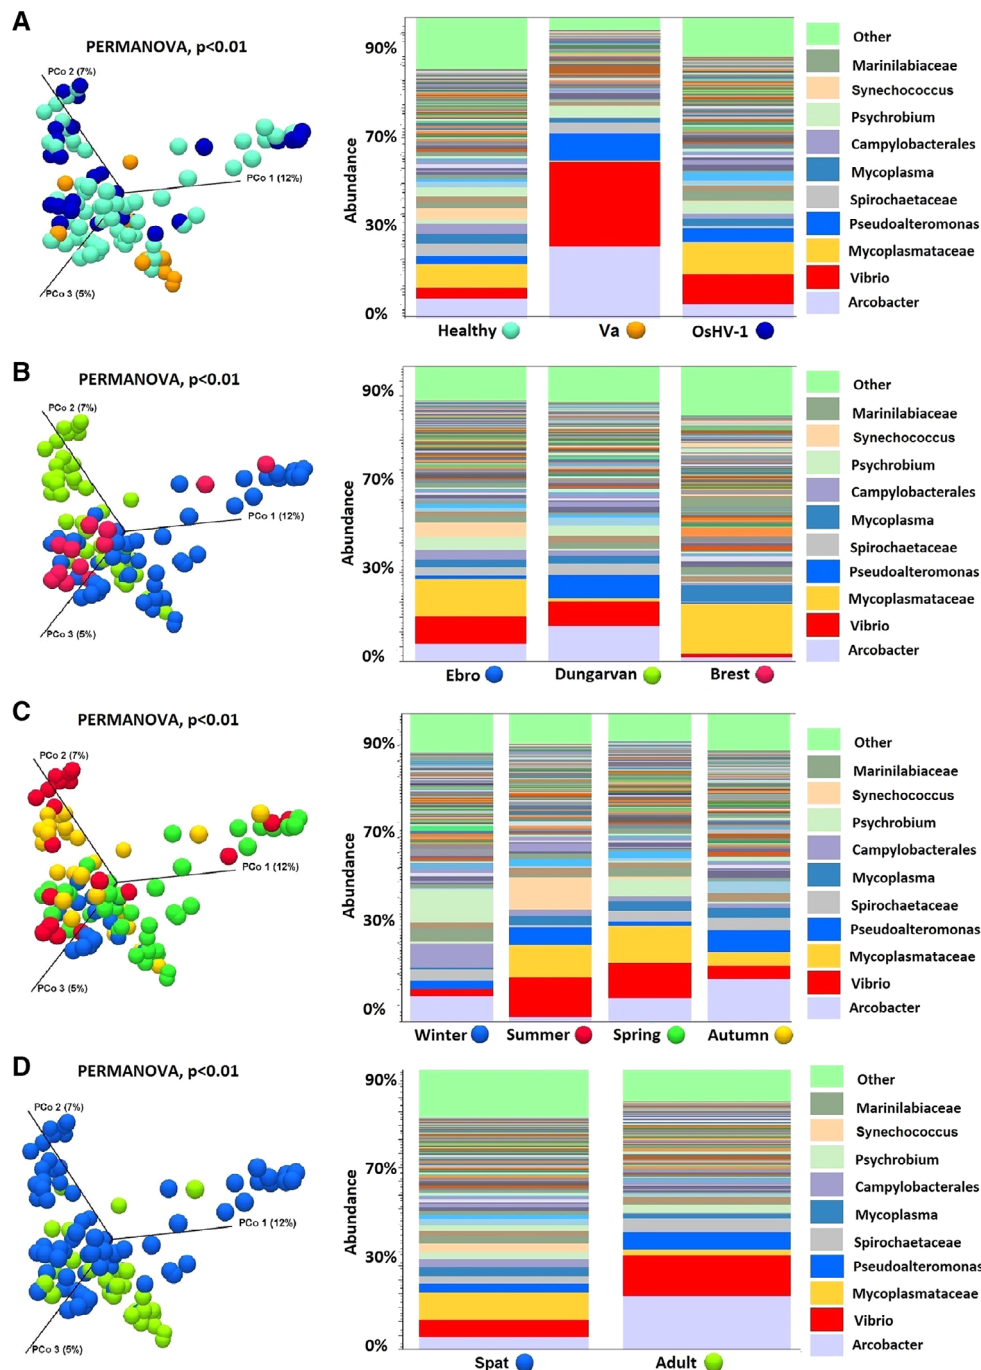 A
PERMANOVA, p<0.01
PCo 2 (7%)
PCo 1 (12%)
PCo 3 (5%)
Abundance
90%
70%
30%
0%
Healthy
Va
OsHV-1
Other
Marinilabiaceae
Synechococcus
Psychrobium
Campylobacterales
Mycoplasma
Spirochaetaceae
Pseudoalteromonas
Mycoplasmataceae
Vibrio
Arcobacter
B
PERMANOVA, p<0.01
PCo 2 (7%)
PCo 1 (12%)
PCo 3 (5%)
Abundance
90%
70%
30%
0%
Ebro
Dungarvan
Brest
Other
Marinilabiaceae
Synechococcus
Psychrobium
Campylobacterales
Mycoplasma
Spirochaetaceae
Pseudoalteromonas
Mycoplasmataceae
Vibrio
Arcobacter
C
PERMANOVA, p<0.01
PCo 2 (7%)
PCo 1 (12%)
PCo 3 (5%)
Abundance
90%
70%
30%
0%
Winter
Summer
Spring
Autumn
Other
Marinilabiaceae
Synechococcus
Psychrobium
Campylobacterales
Mycoplasma
Spirochaetaceae
Pseudoalteromonas
Mycoplasmataceae
Vibrio
Arcobacter
D
PERMANOVA, p<0.01
PCo 2 (7%)
PCo 1 (12%)
PCo 3 (5%)
Abundance
90%
70%
30%
0%
Spat
Adult
Other
Marinilabiaceae
Synechococcus
Psychrobium
Campylobacterales
Mycoplasma
Spirochaetaceae
Pseudoalteromonas
Mycoplasmataceae
Vibrio
Arcobacter